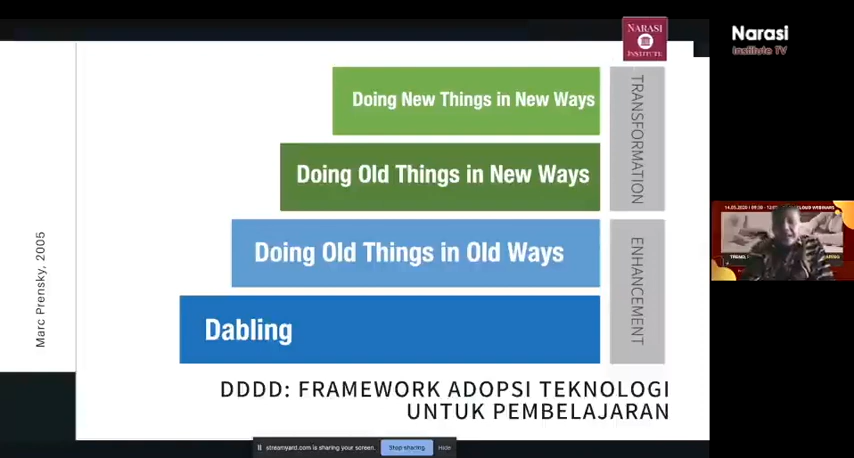 NARASI
INSTITUTE
Narasi
Institute TV
Doing New Things in New Ways
Doing Old Things in New Ways
TRANSFORMATION
Doing Old Things in Old Ways
Dabling
ENHANCEMENT
Marc Prensky, 2005
DDDD: FRAMEWORK ADOPSI TEKNOLOGI
UNTUK PEMBELAJARAN
streamyard.com is sharing your screen.
Stop sharing
Hide